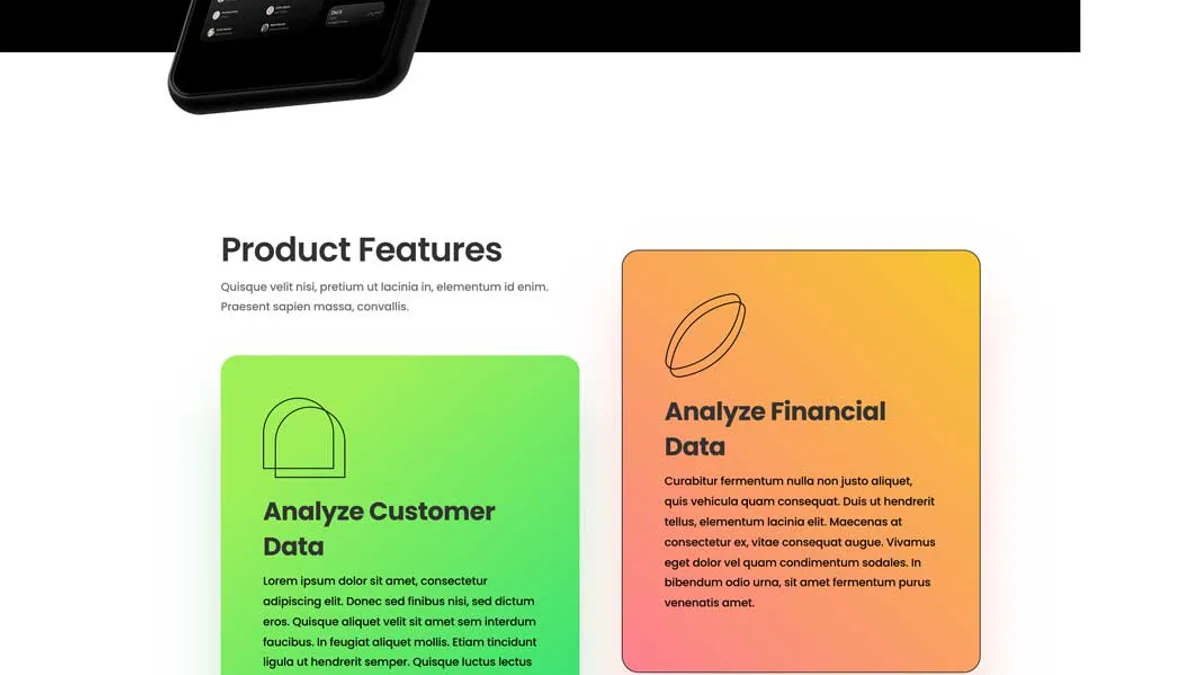 Product Features
Quisque velit nisi, pretium ut lacinia in, elementum id enim.
Praesent sapien massa, convallis.
Analyze Customer
Data
Lorem ipsum dolor sit amet, consectetur
adipiscing elit. Donec sed finibus nisi, sed dictum
eros. Quisque aliquet velit sit amet sem interdum
faucibus. In feugiat aliquet mollis. Etiam tincidunt
ligula ut hendrerit semper. Quisque luctus lectus
Analyze Financial
Data
Curabitur fermentum nulla non justo aliquet,
quis vehicula quam consequat. Duis ut hendrerit
tellus, elementum lacinia elit. Maecenas at
consectetur ex, vitae consequat augue. Vivamus
eget dolor vel quam condimentum sodales. In
bibendum odio urna, sit amet fermentum purus
venenatis amet.